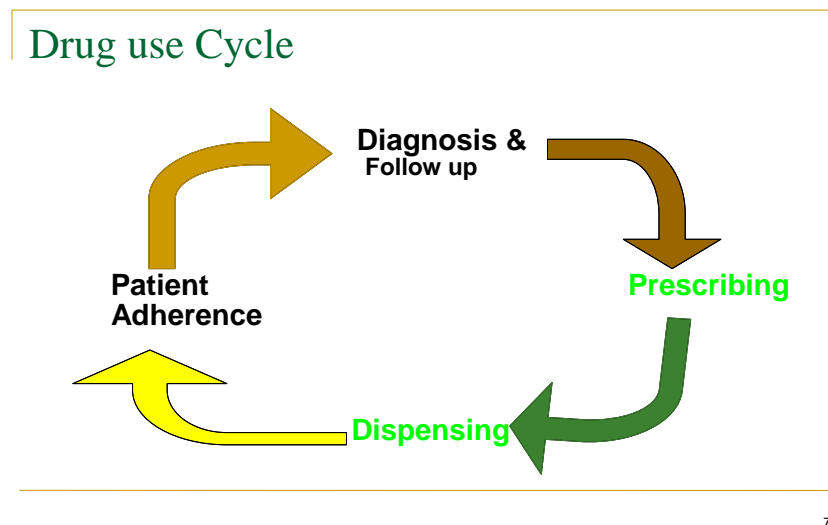 Drug use Cycle
Diagnosis &
Follow up
Prescribing
Patient
Adherence
Dispensing
7